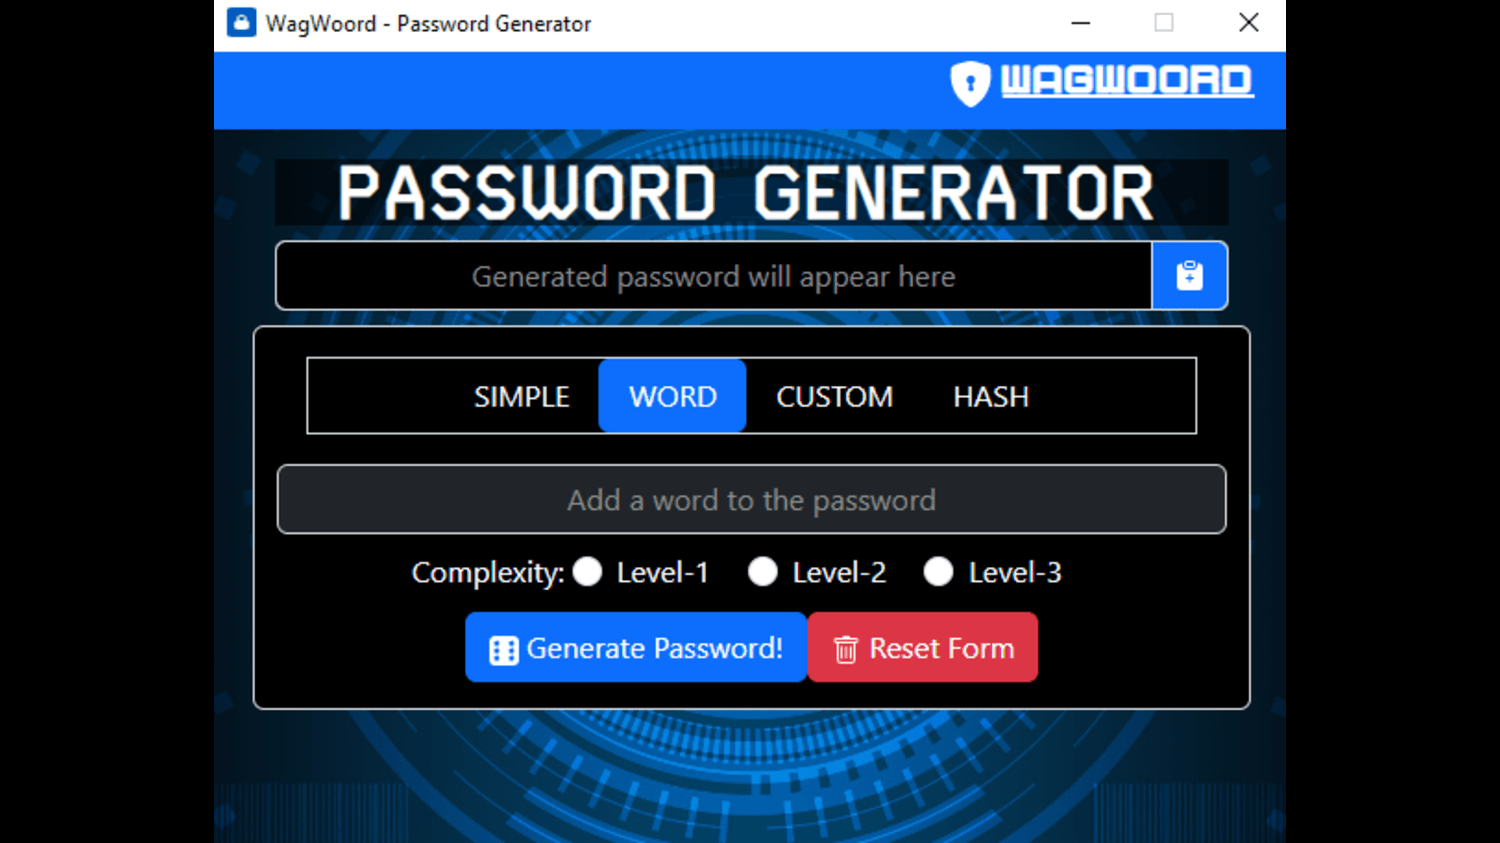 WagWoord - Password Generator
WAGWOORD
PASSWORD GENERATOR
Generated password will appear here
SIMPLE WORD CUSTOM HASH
Add a word to the password
Complexity: Level-1 Level-2 Level-3
Generate Password! Reset Form